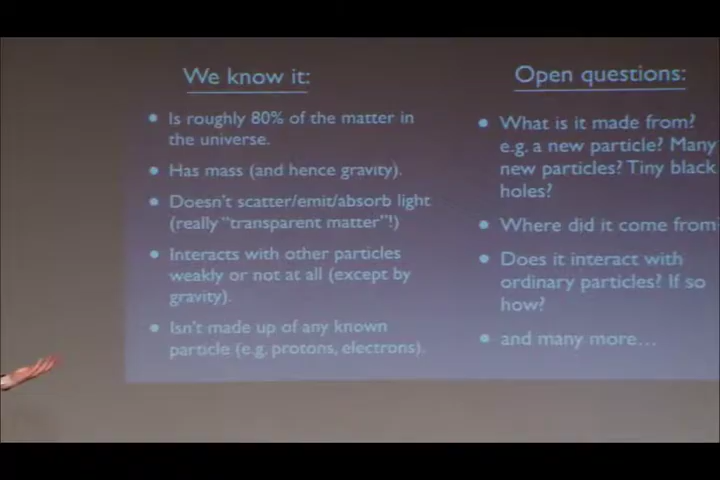 We know it:
• Is roughly 80% of the matter in
the universe.
• Has mass (and hence gravity).
• Doesn't scatter/emit/absorb light
(really "transparent matter"!)
• Interacts with other particles
weakly or not at all (except by
gravity).
• Isn't made up of any known
particle (e.g. protons, electrons).
Open questions:
• What is it made from?
e.g. a new particle? Many
new particles? Tiny black
holes?
• Where did it come from
• Does it interact with
ordinary particles? If so
how?
• and many more...